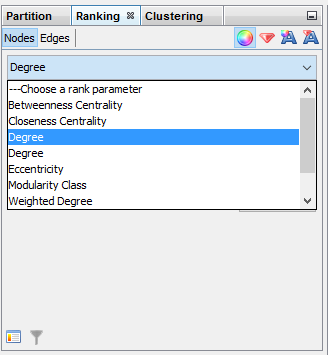 Partition Ranking Clustering
Nodes Edges
Degree
---Choose a rank parameter
Betweenness Centrality
Closeness Centrality
Degree
Degree
Eccentricity
Modularity Class
Weighted Degree